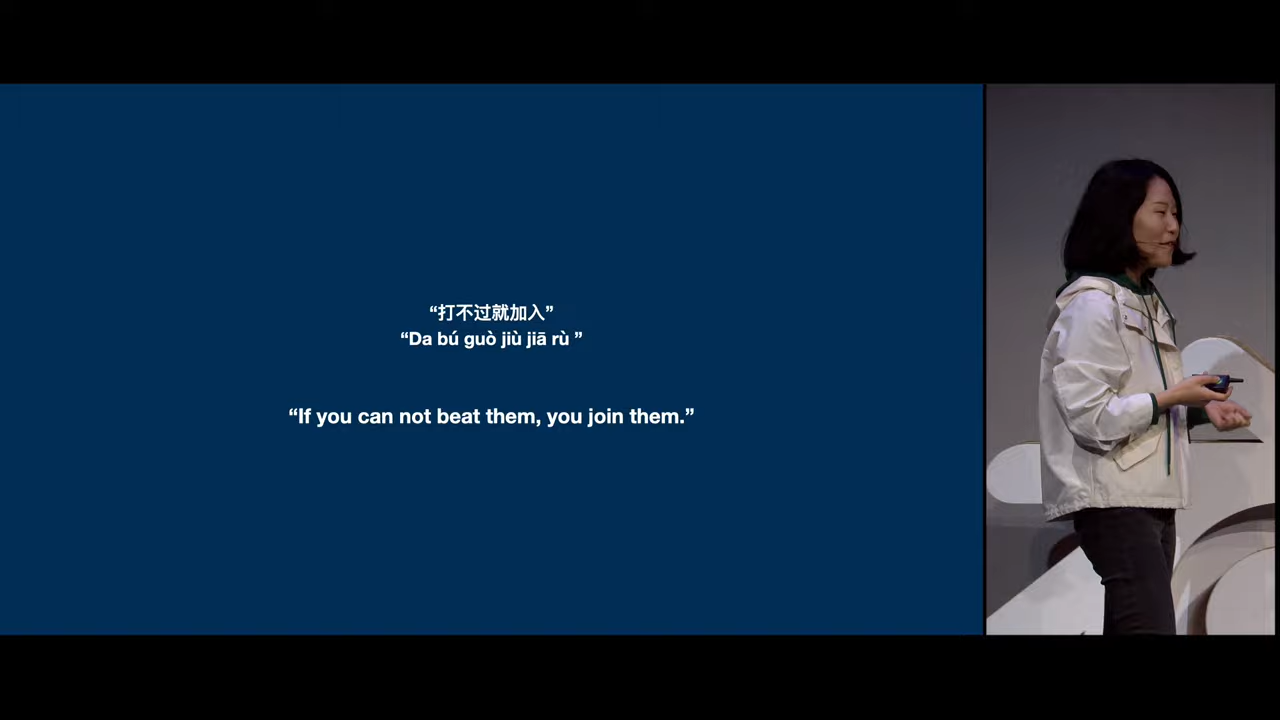 “打不过就加入”
“Da bú guò jiù jiā rù ”
“If you can not beat them, you join them.”